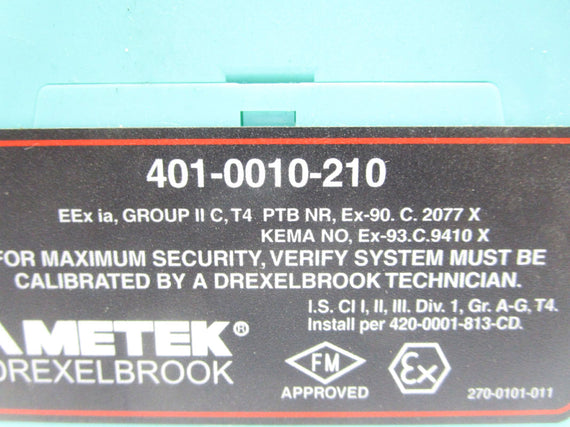 401-0010-210
EEx ia, GROUP II C, T4 PTB NR, Ex-90. C. 2077 X
KEMA NO, Ex-93.C.9410 X
FOR MAXIMUM SECURITY, VERIFY SYSTEM MUST BE
CALIBRATED BY A DREXELBROOK TECHNICIAN.
I.S. Cl I, II, III. Div. 1, Gr. A-G, T4.
Install per 420-0001-813-CD.
AMETEK®
DREXELBROOK
FM
APPROVED
Ex
270-0101-011